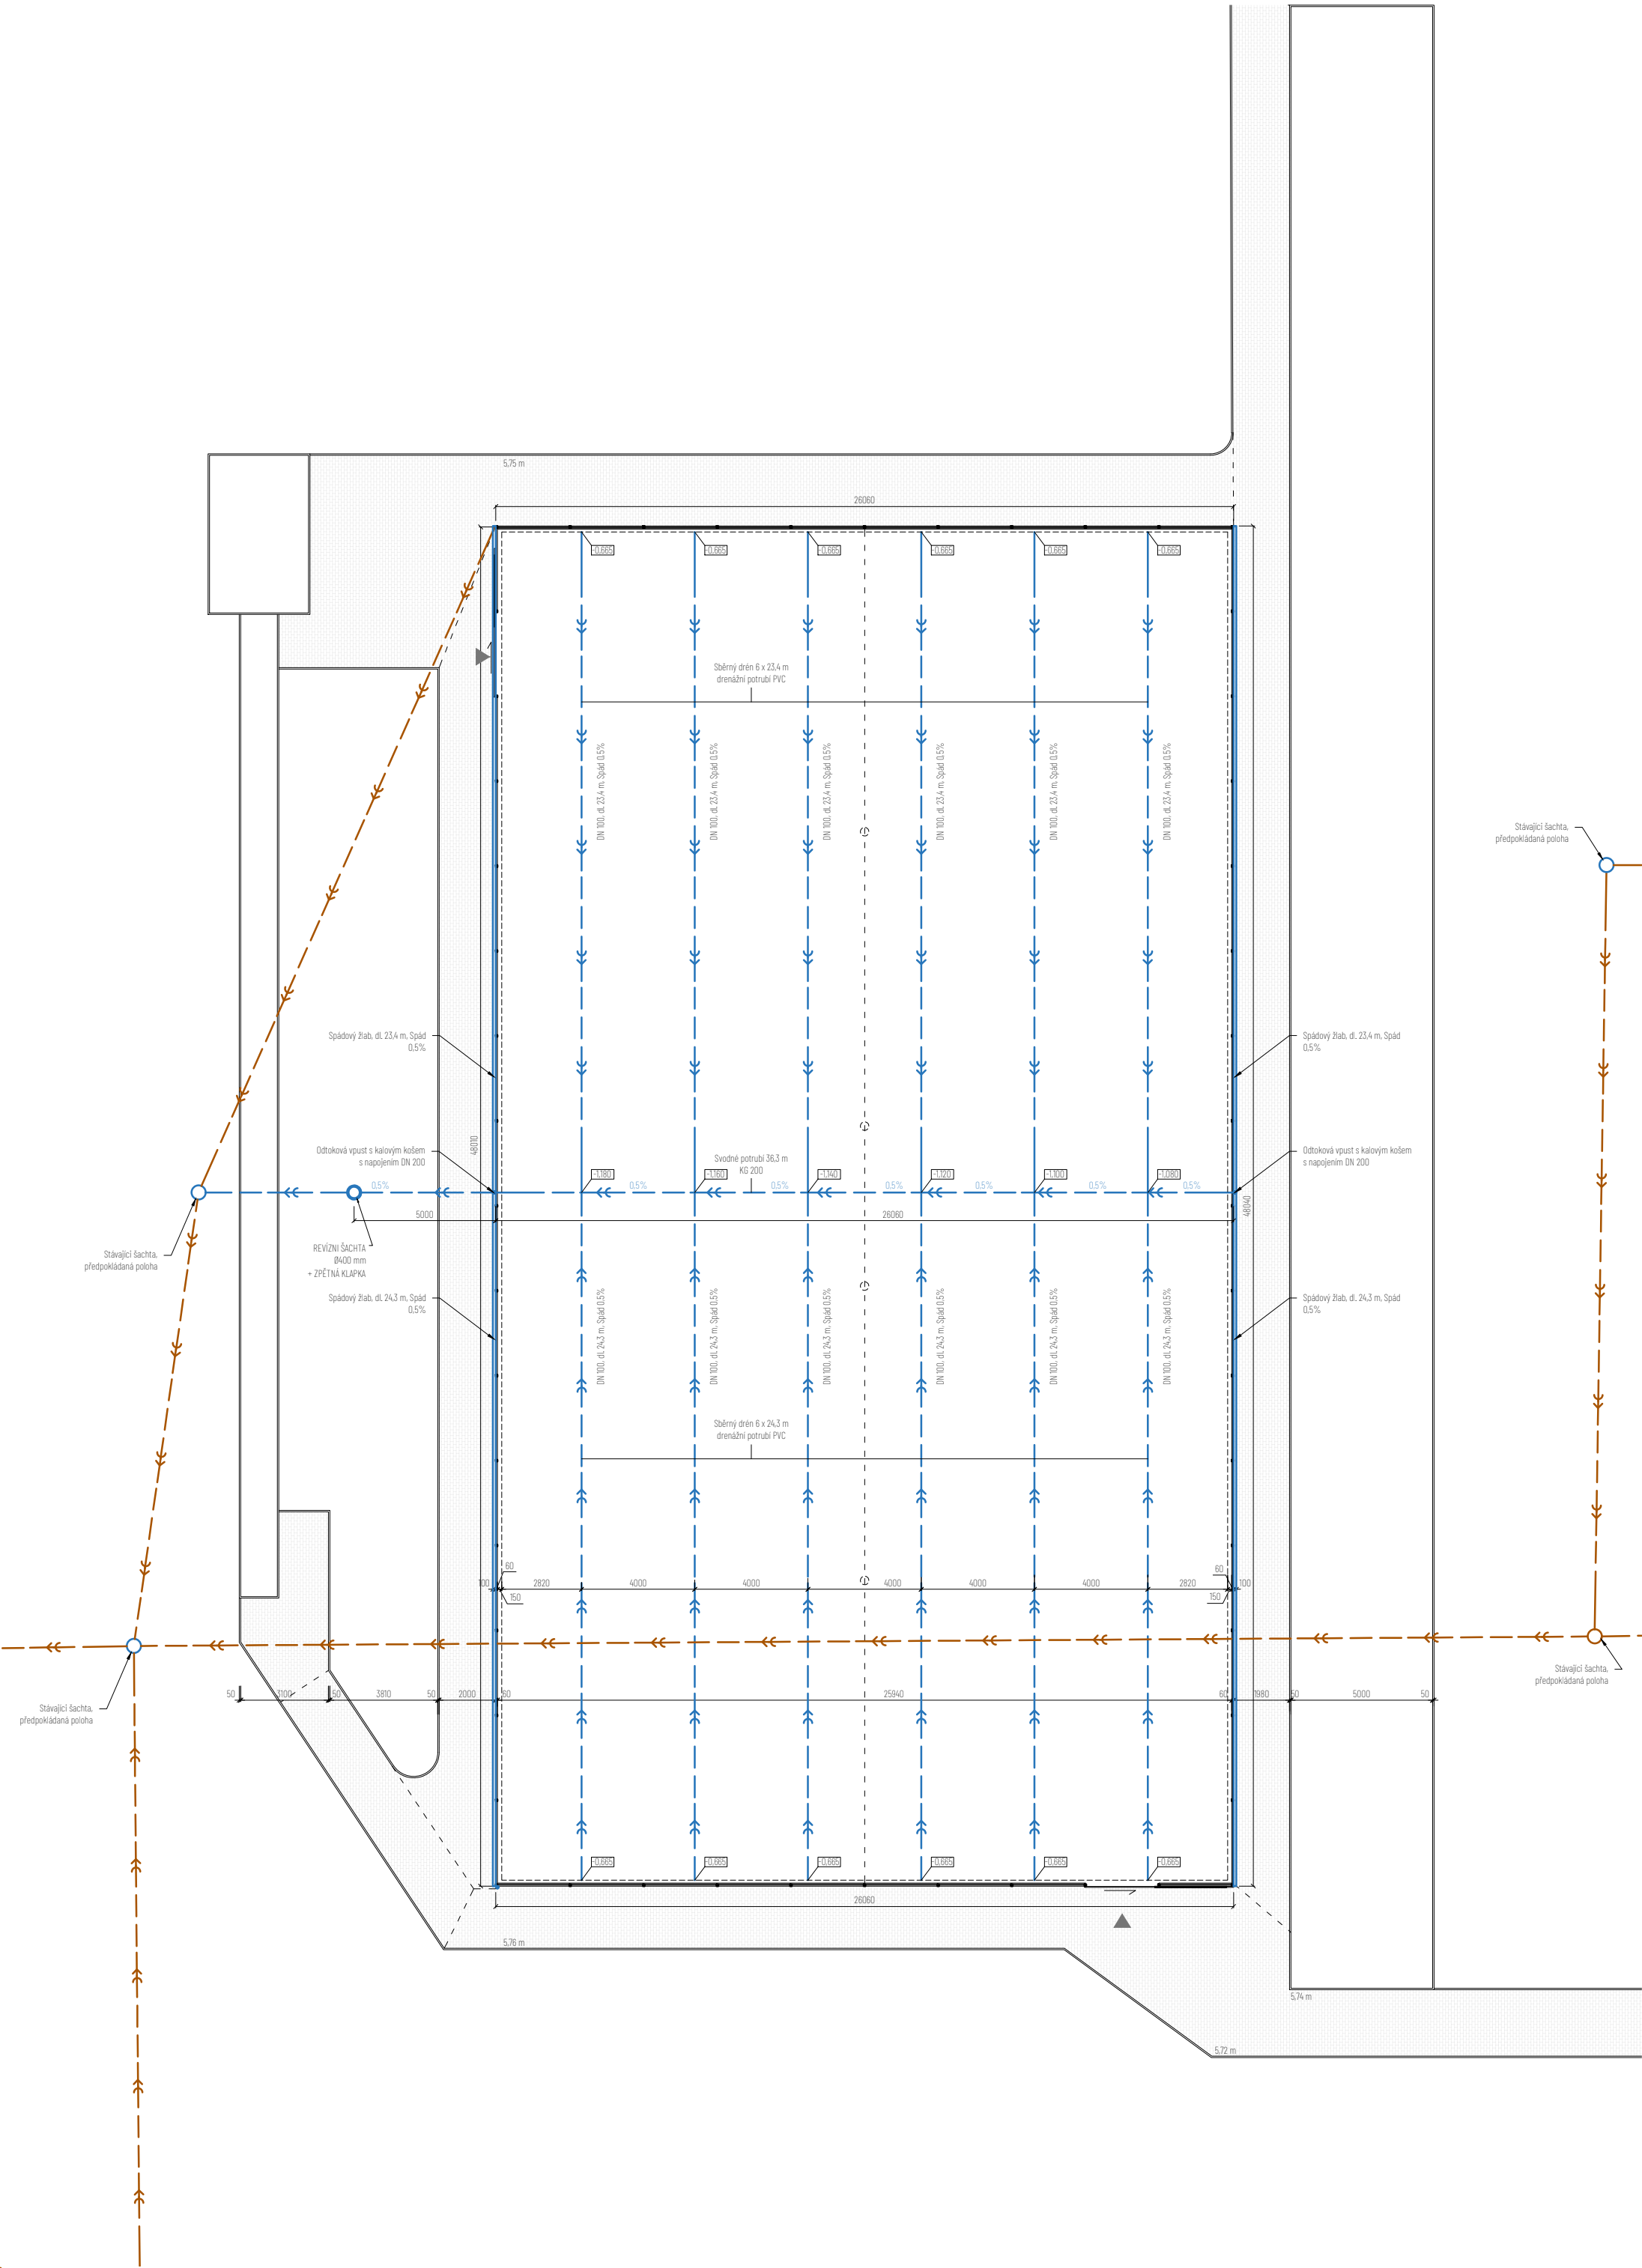 5,75 m
26060
-0,665
-0,665
-0,665
-0,665
-0,665
-0,665
Sběrný drén 6 x 23,4 m
drenážní potrubí PVC
DN 100, dl. 23,4 m, Spád 0,5%
DN 100, dl. 23,4 m, Spád 0,5%
DN 100, dl. 23,4 m, Spád 0,5%
DN 100, dl. 23,4 m, Spád 0,5%
DN 100, dl. 23,4 m, Spád 0,5%
DN 100, dl. 23,4 m, Spád 0,5%
Stávající šachta,
předpokládaná poloha
Spádový žlab, dl. 23,4 m, Spád
0,5%
Spádový žlab, dl. 23,4 m, Spád
0,5%
48010
Odtoková vpust s kalovým košem
s napojením DN 200
Svodné potrubí 36,3 m
KG 200
Odtoková vpust s kalovým košem
s napojením DN 200
-1,180
-1,160
-1,140
-1,120
-1,100
-1,080
0,5%
0,5%
0,5%
0,5%
0,5%
0,5%
0,5%
48040
5000
26060
Stávající šachta,
předpokládaná poloha
REVÍZNI ŠACHTA
Ø400 mm
+ ZPĚTNÁ KLAPKA
Spádový žlab, dl. 24,3 m, Spád
0,5%
Spádový žlab, dl. 24,3 m, Spád
0,5%
DN 100, dl. 24,3 m, Spád 0,5%
DN 100, dl. 24,3 m, Spád 0,5%
DN 100, dl. 24,3 m, Spád 0,5%
DN 100, dl. 24,3 m, Spád 0,5%
DN 100, dl. 24,3 m, Spád 0,5%
DN 100, dl. 24,3 m, Spád 0,5%
Sběrný drén 6 x 24,3 m
drenážní potrubí PVC
60
60
100
2820
4000
4000
4000
4000
4000
2820
100
150
150
Stávající šachta,
předpokládaná poloha
50
1100
50
3810
50
2000
60
25940
60
1980
50
5000
50
Stávající šachta,
předpokládaná poloha
-0,665
-0,665
-0,665
-0,665
-0,665
-0,665
26060
5,76 m
5,74 m
5,72 m